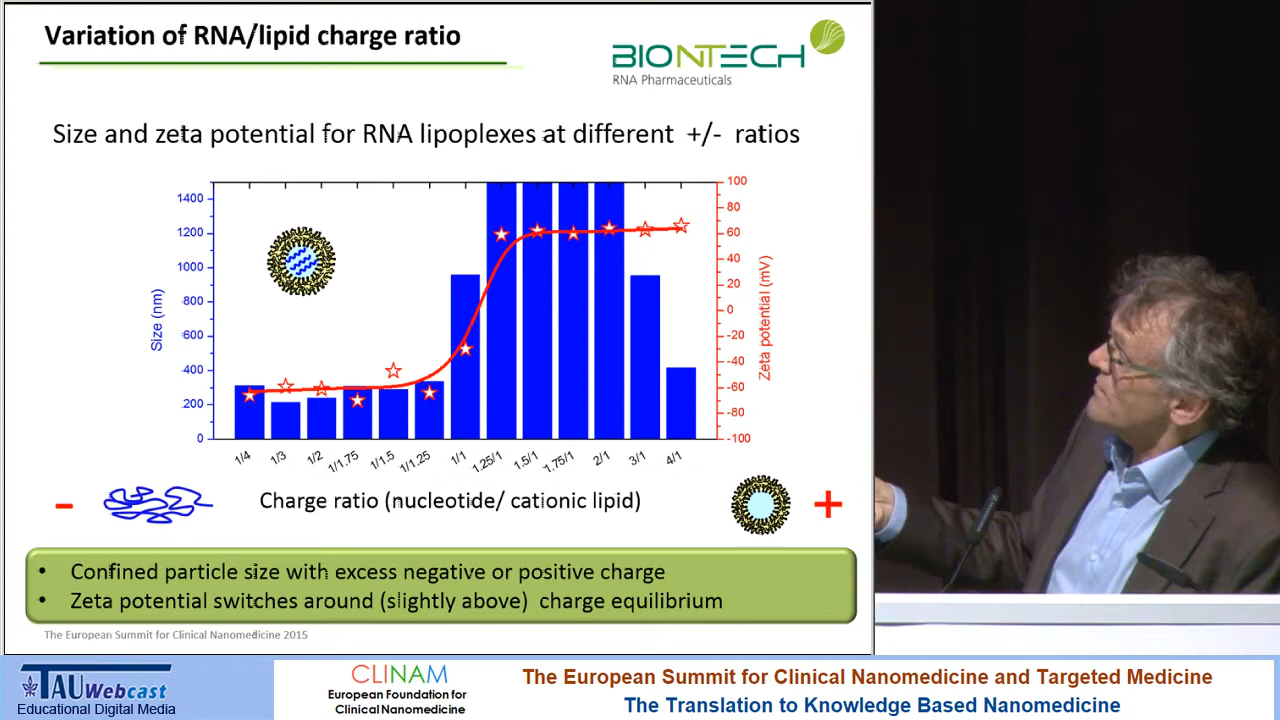 Variation of RNA/lipid charge ratio
BIONTECH
RNA Pharmaceuticals
Size and zeta potential for RNA lipoplexes at different +/- ratios
1400
1200
1000
800
600
400
200
0
Size (nm)
100
80
60
40
20
0
-20
-40
-60
-80
-100
Zeta potential (mV)
1/4
1/3
1/2
1/1.75
1/1.5
1/1.25
1/1
1.25/1
1.5/1
1.75/1
2/1
3/1
4/1
-
Charge ratio (nucleotide/ cationic lipid)
+
• Confined particle size with excess negative or positive charge
• Zeta potential switches around (slightly above) charge equilibrium
The European Summit for Clinical Nanomedicine 2015
TAU Webcast
Educational Digital Media
CLINAM
European Foundation for
Clinical Nanomedicine
The European Summit for Clinical Nanomedicine and Targeted Medicine
The Translation to Knowledge Based Nanomedicine